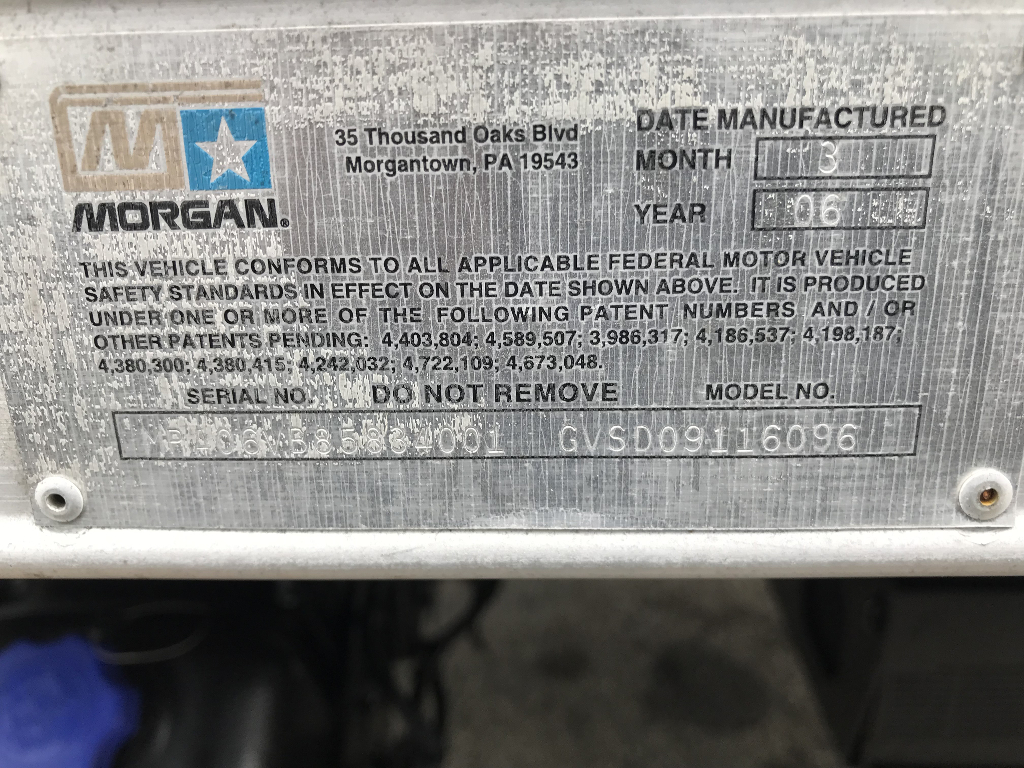 M
MORGAN®
35 Thousand Oaks Blvd
Morgantown, PA 19543
DATE MANUFACTURED
MONTH 3
YEAR 06
THIS VEHICLE CONFORMS TO ALL APPLICABLE FEDERAL MOTOR VEHICLE
SAFETY STANDARDS IN EFFECT ON THE DATE SHOWN ABOVE. IT IS PRODUCED
UNDER ONE OR MORE OF THE FOLLOWING PATENT NUMBERS AND / OR
OTHER PATENTS PENDING: 4,403,804; 4,589,507; 3,986,317; 4,186,537; 4,198,187;
4,380,300; 4,380,415; 4,242,032; 4,722,109; 4,673,048.
SERIAL NO. DO NOT REMOVE MODEL NO.
GVSD09116096